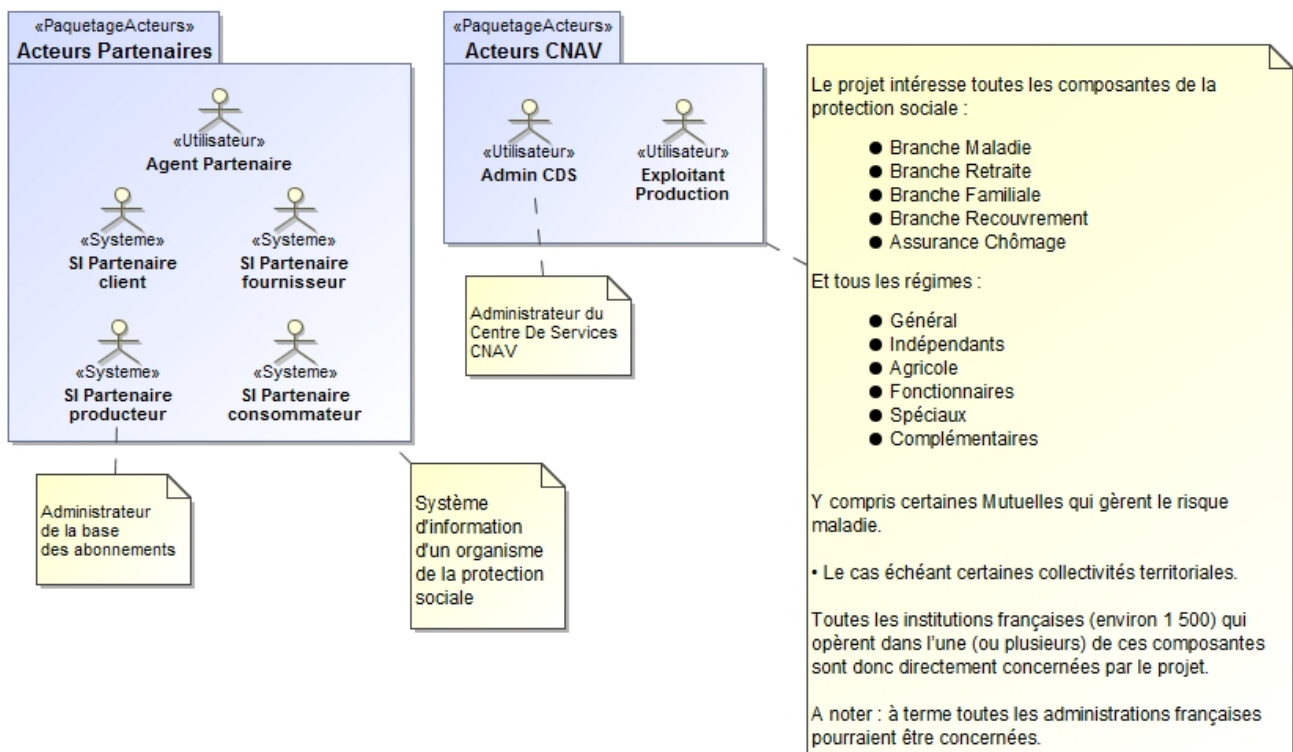 «PaquetageActeurs»
Acteurs Partenaires
«Utilisateur»
Agent Partenaire
«Systeme»
SI Partenaire
client
«Systeme»
SI Partenaire
fournisseur
«Systeme»
SI Partenaire
producteur
«Systeme»
SI Partenaire
consommateur
Administrateur
de la base
des abonnements
Système
d'information
d'un organisme
de la protection
sociale
«PaquetageActeurs»
Acteurs CNAV
«Utilisateur»
Admin CDS
«Utilisateur»
Exploitant
Production
Administrateur du
Centre De Services
CNAV
Le projet intéresse toutes les composantes de la
protection sociale :
● Branche Maladie
● Branche Retraite
● Branche Familiale
● Branche Recouvrement
● Assurance Chômage
Et tous les régimes :
● Général
● Indépendants
● Agricole
● Fonctionnaires
● Spéciaux
● Complémentaires
Y compris certaines Mutuelles qui gèrent le risque
maladie.
• Le cas échéant certaines collectivités territoriales.
Toutes les institutions françaises (environ 1 500) qui
opèrent dans l'une (ou plusieurs) de ces composantes
sont donc directement concernées par le projet.
A noter : à terme toutes les administrations françaises
pourraient être concernées.